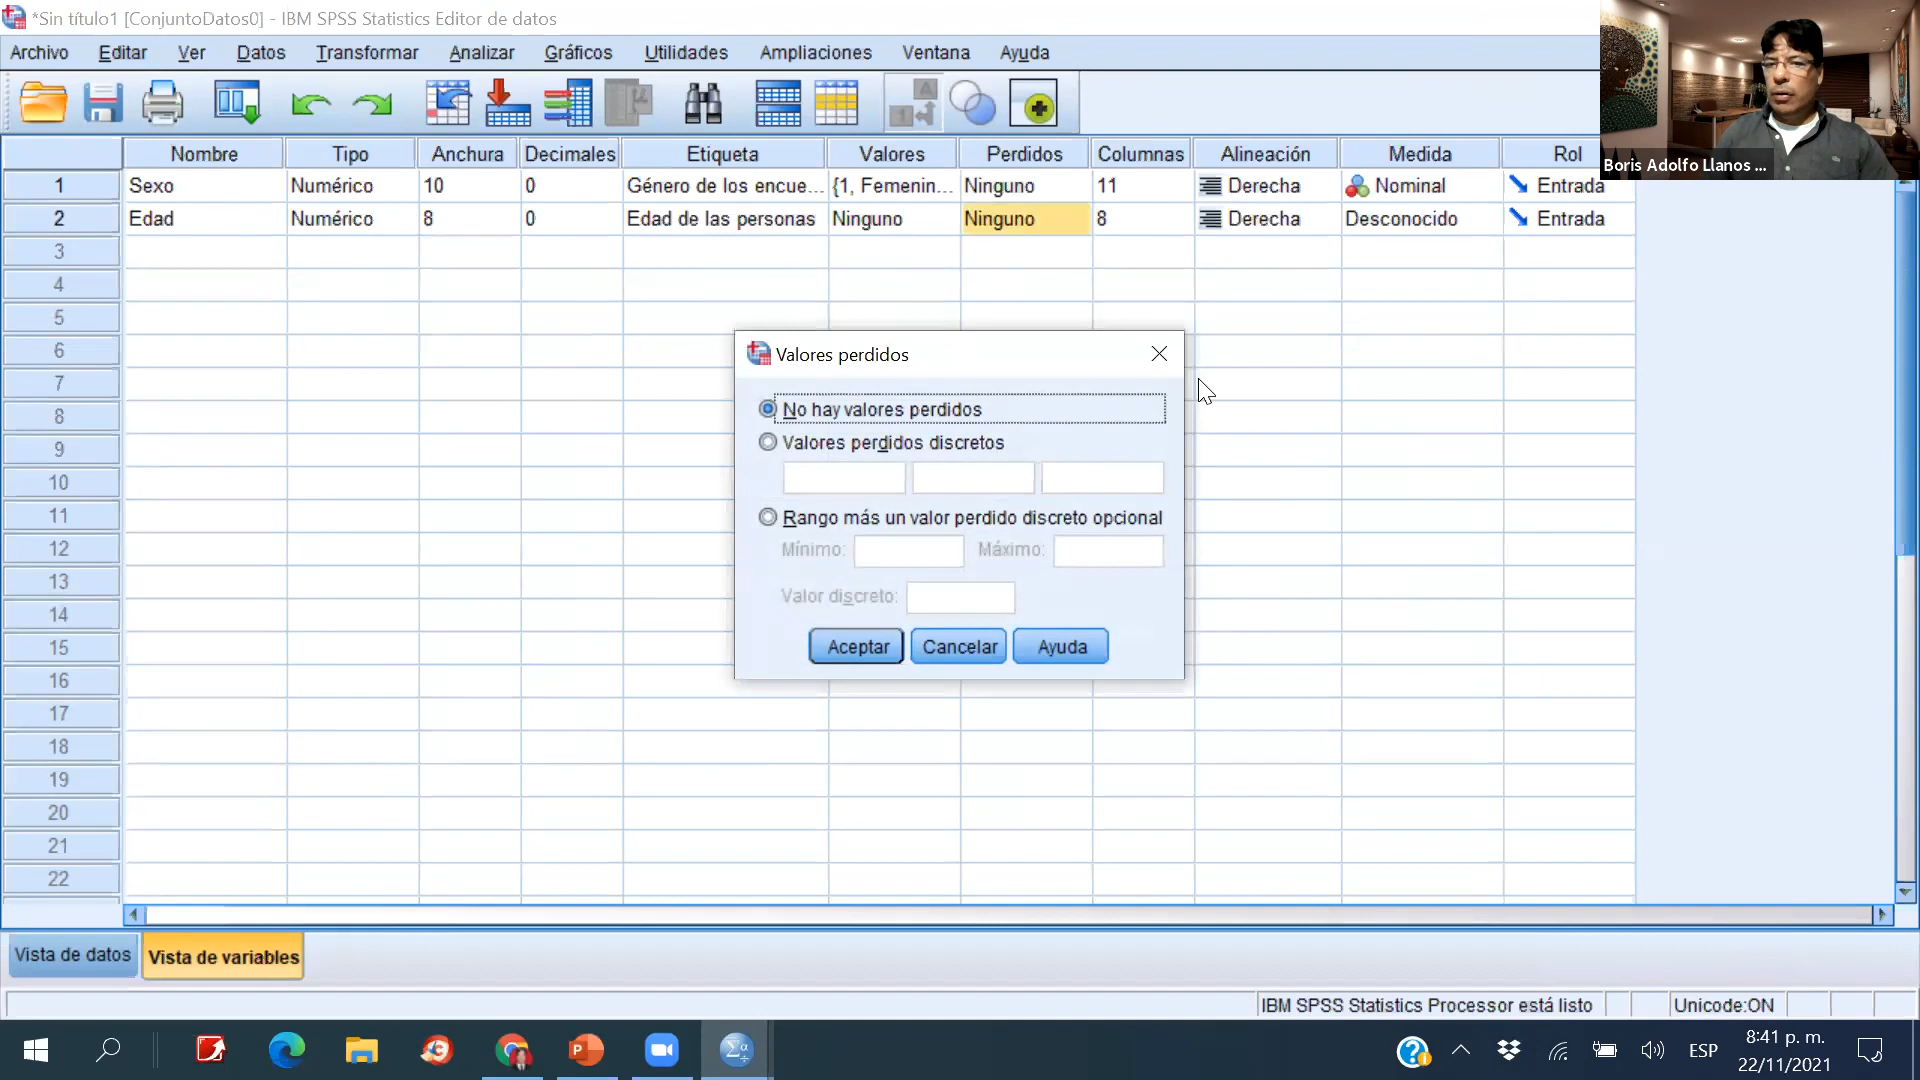 *Sin título1 [ConjuntoDatos0] - IBM SPSS Statistics Editor de datos
Archivo Editar Ver Datos Transformar Analizar Gráficos Utilidades Ampliaciones Ventana Ayuda
Nombre Tipo Anchura Decimales Etiqueta Valores Perdidos Columnas Alineación Medida Rol
Boris Adolfo Llanos ...
1 Sexo Numérico 10 0 Género de los encue... {1, Femenin... Ninguno 11 Derecha Nominal Entrada
2 Edad Numérico 8 0 Edad de las personas Ninguno Ninguno 8 Derecha Desconocido Entrada
3
4
5
6
7
8
9
10
11
12
13
14
15
16
17
18
19
20
21
22
Valores perdidos
No hay valores perdidos
Valores perdidos discretos
Rango más un valor perdido discreto opcional
Mínimo: Máximo:
Valor discreto:
Aceptar Cancelar Ayuda
Vista de datos Vista de variables
IBM SPSS Statistics Processor está listo Unicode:ON
ESP 8:41 p. m.
22/11/2021